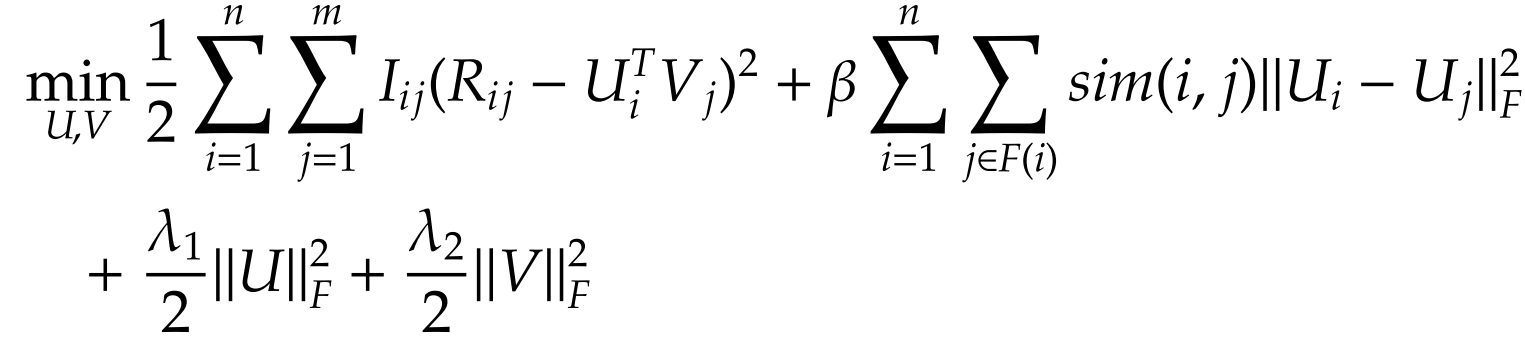 \min_{U,V} \frac{1}{2} \sum_{i=1}^{n} \sum_{j=1}^{m} I_{ij}(R_{ij} - U_i^T V_j)^2 + \beta \sum_{i=1}^{n} \sum_{j \in F(i)} sim(i, j) \|U_i - U_j\|_F^2
+ \frac{\lambda_1}{2} \|U\|_F^2 + \frac{\lambda_2}{2} \|V\|_F^2